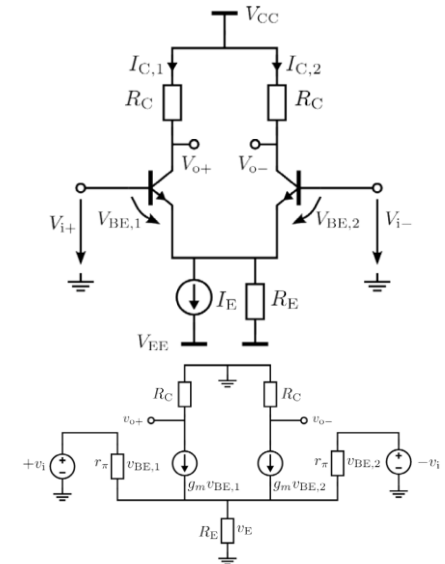 V_CC
I_C,1 I_C,2
R_C R_C
V_o+ V_o−
V_i+ V_BE,1 V_BE,2 V_i−
I_E R_E
V_EE
R_C R_C
v_o+ v_o−
+v_i + − r_π v_BE,1 g_m v_BE,1 g_m v_BE,2 r_π v_BE,2 + − −v_i
R_E v_E